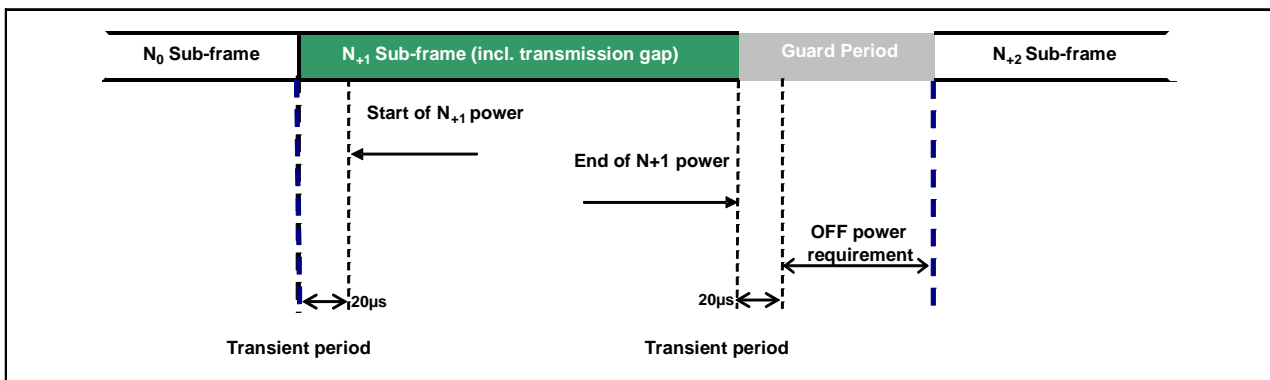 N0 Sub-frame
N+1 Sub-frame (incl. transmission gap)
Guard Period
N+2 Sub-frame
Start of N+1 power
End of N+1 power
OFF power
requirement
20µs
20µs
Transient period
Transient period